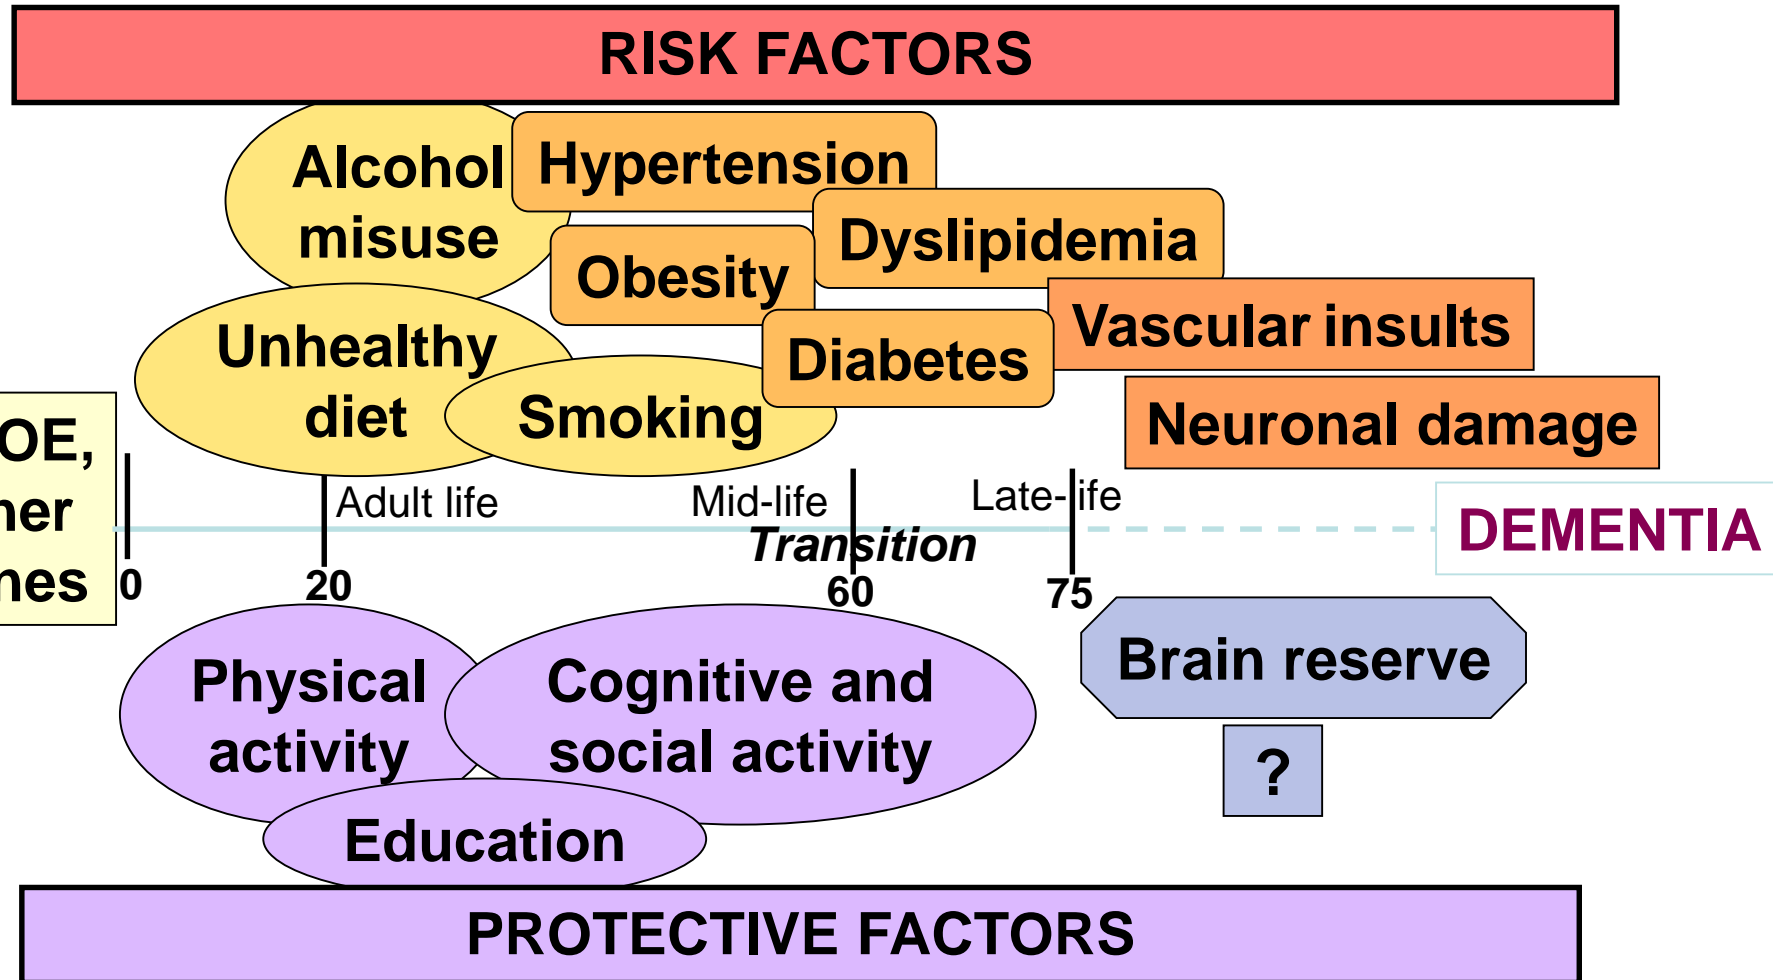 RISK FACTORS
Alcohol
misuse
Hypertension
Dyslipidemia
Obesity
Vascular insults
Unhealthy
diet
Diabetes
Smoking
Neuronal damage
OE,
her
nes
Adult life
Mid-life
Late-life
Transition
DEMENTIA
0
20
60
75
Physical
activity
Cognitive and
social activity
Brain reserve
?
Education
PROTECTIVE FACTORS